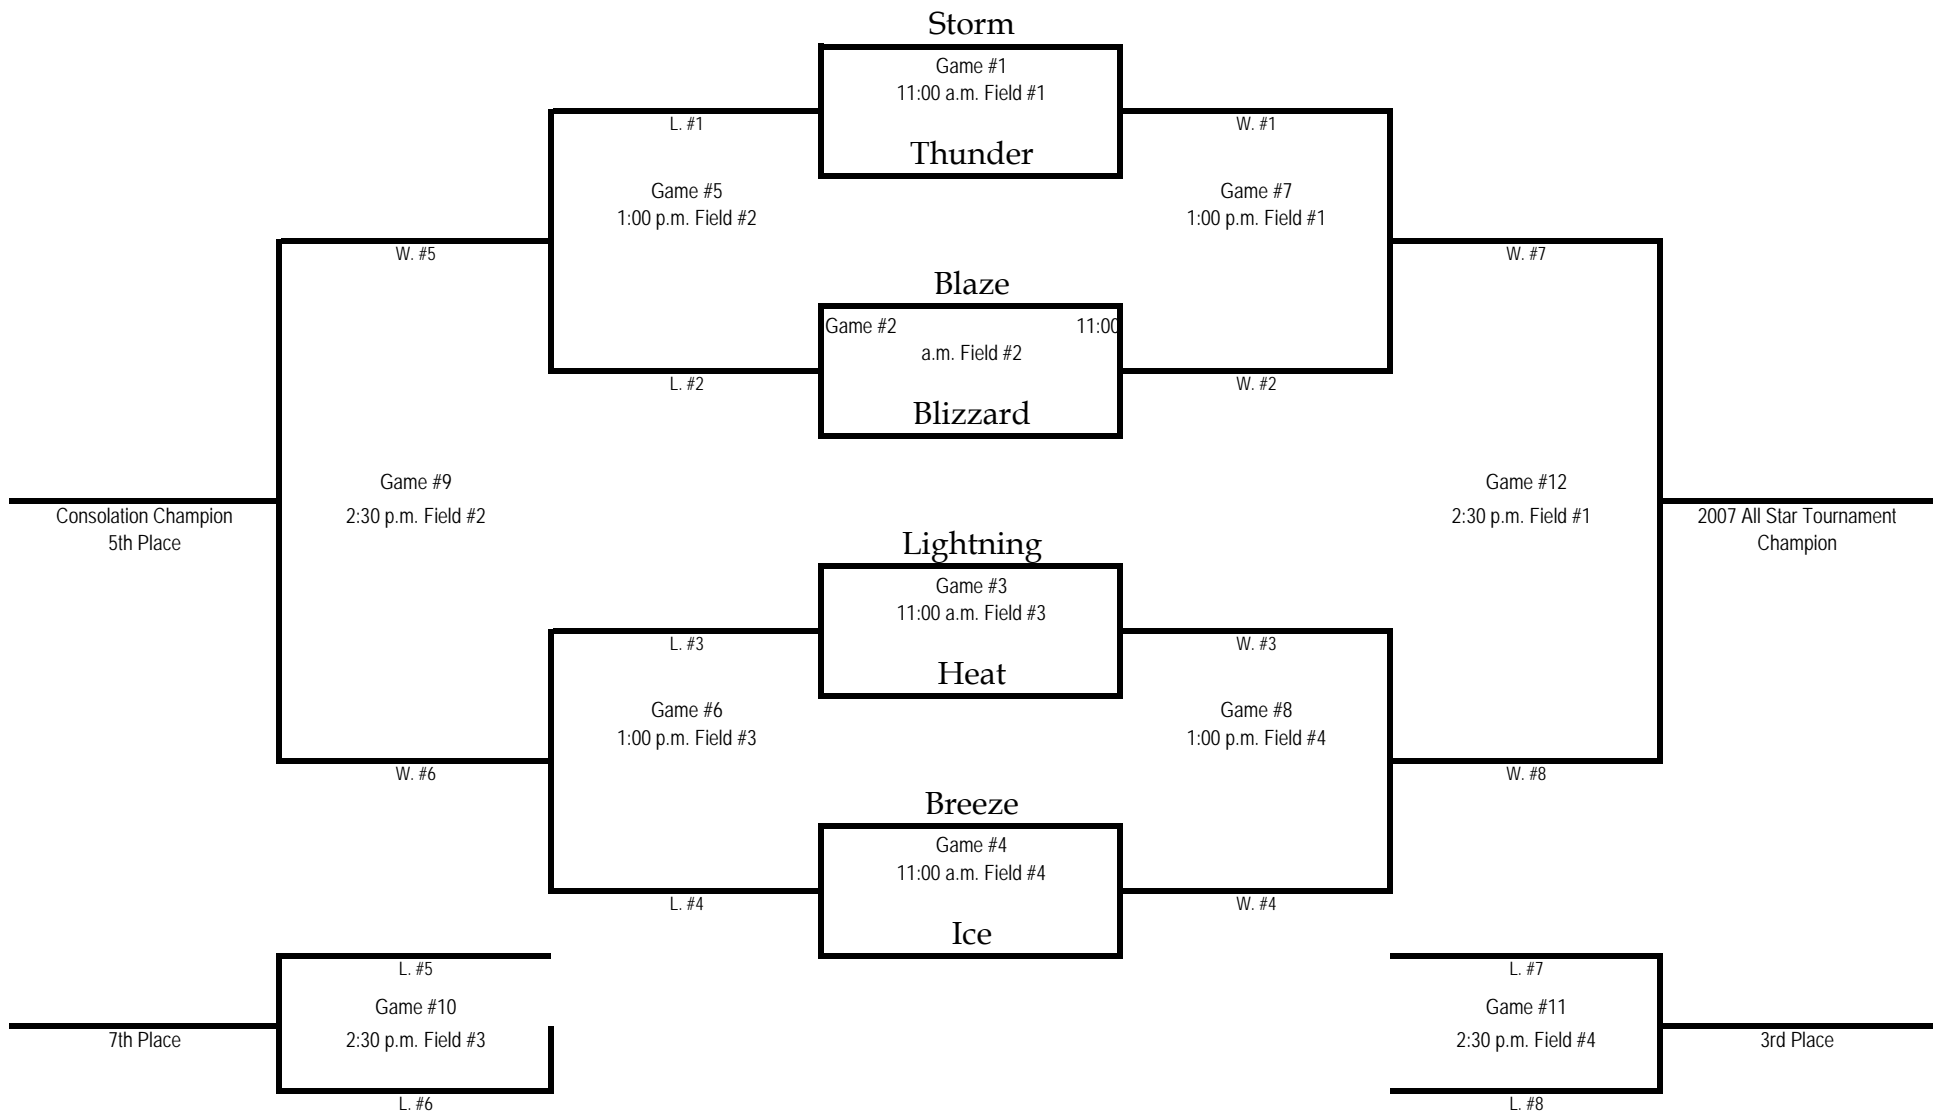 Storm
Game #1
11:00 a.m. Field #1
L. #1
W. #1
Thunder
Game #5
1:00 p.m. Field #2
Game #7
1:00 p.m. Field #1
W. #5
W. #7
Blaze
Game #2 11:00
a.m. Field #2
L. #2
W. #2
Blizzard
Game #9
2:30 p.m. Field #2
Game #12
2:30 p.m. Field #1
Consolation Champion
5th Place
2007 All Star Tournament
Champion
Lightning
Game #3
11:00 a.m. Field #3
L. #3
W. #3
Heat
Game #6
1:00 p.m. Field #3
Game #8
1:00 p.m. Field #4
W. #6
W. #8
Breeze
Game #4
11:00 a.m. Field #4
L. #4
W. #4
Ice
L. #5
L. #7
Game #10
2:30 p.m. Field #3
Game #11
2:30 p.m. Field #4
7th Place
3rd Place
L. #6
L. #8